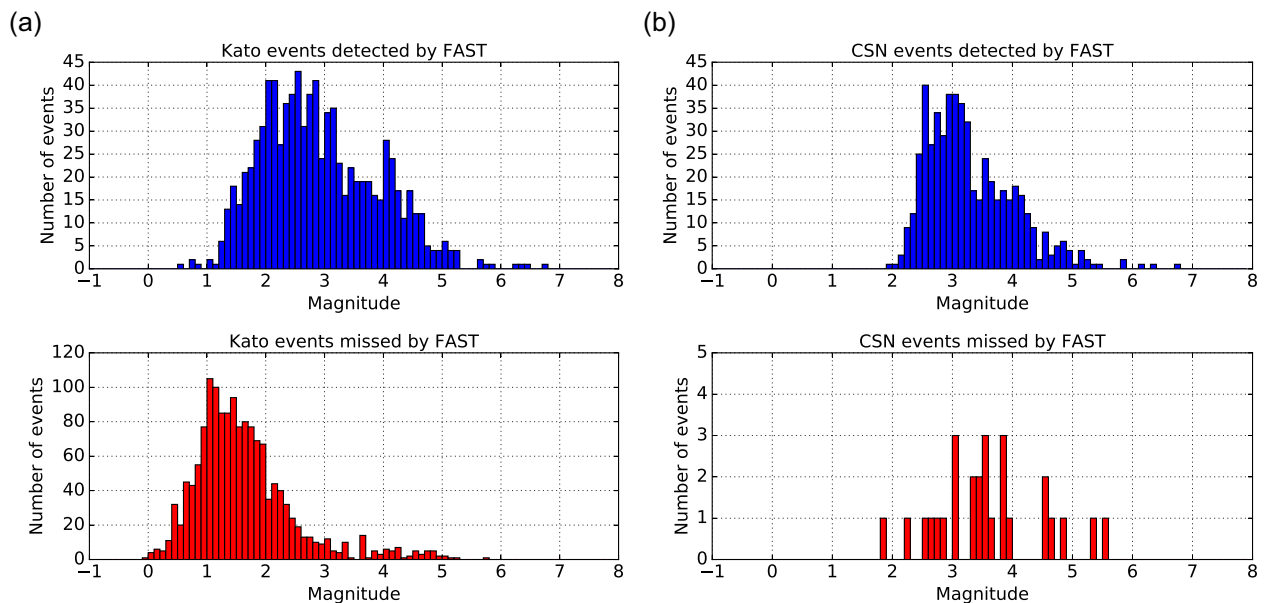 (a)
Kato events detected by FAST
45
40
35
30
25
20
15
10
5
0
Number of events
−1 0 1 2 3 4 5 6 7 8
Magnitude
Kato events missed by FAST
120
100
80
60
40
20
0
Number of events
−1 0 1 2 3 4 5 6 7 8
Magnitude
(b)
CSN events detected by FAST
45
40
35
30
25
20
15
10
5
0
Number of events
−1 0 1 2 3 4 5 6 7 8
Magnitude
CSN events missed by FAST
5
4
3
2
1
0
Number of events
−1 0 1 2 3 4 5 6 7 8
Magnitude